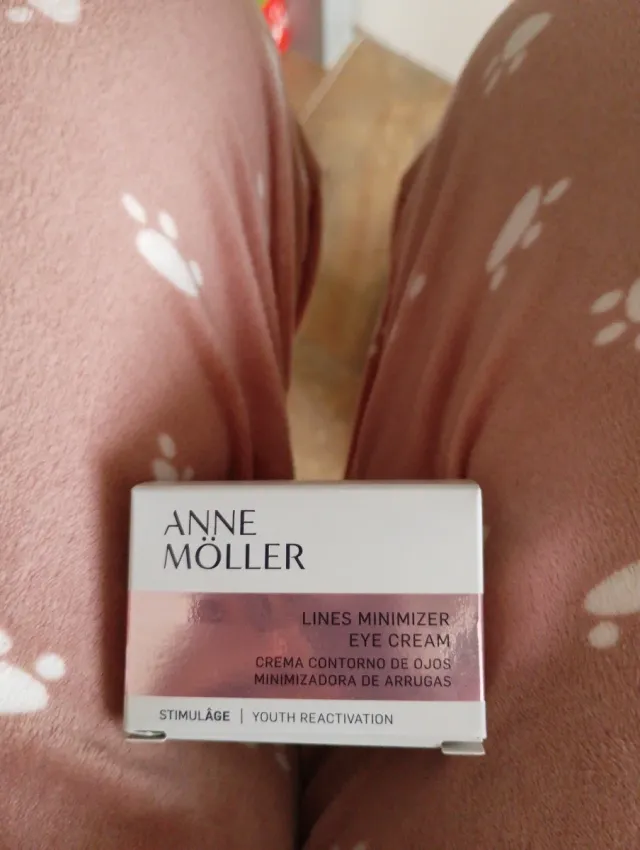 ANNE
MÖLLER
LINES MINIMIZER
EYE CREAM
CREMA CONTORNO DE OJOS
MINIMIZADORA DE ARRUGAS
STIMULÂGE | YOUTH REACTIVATION